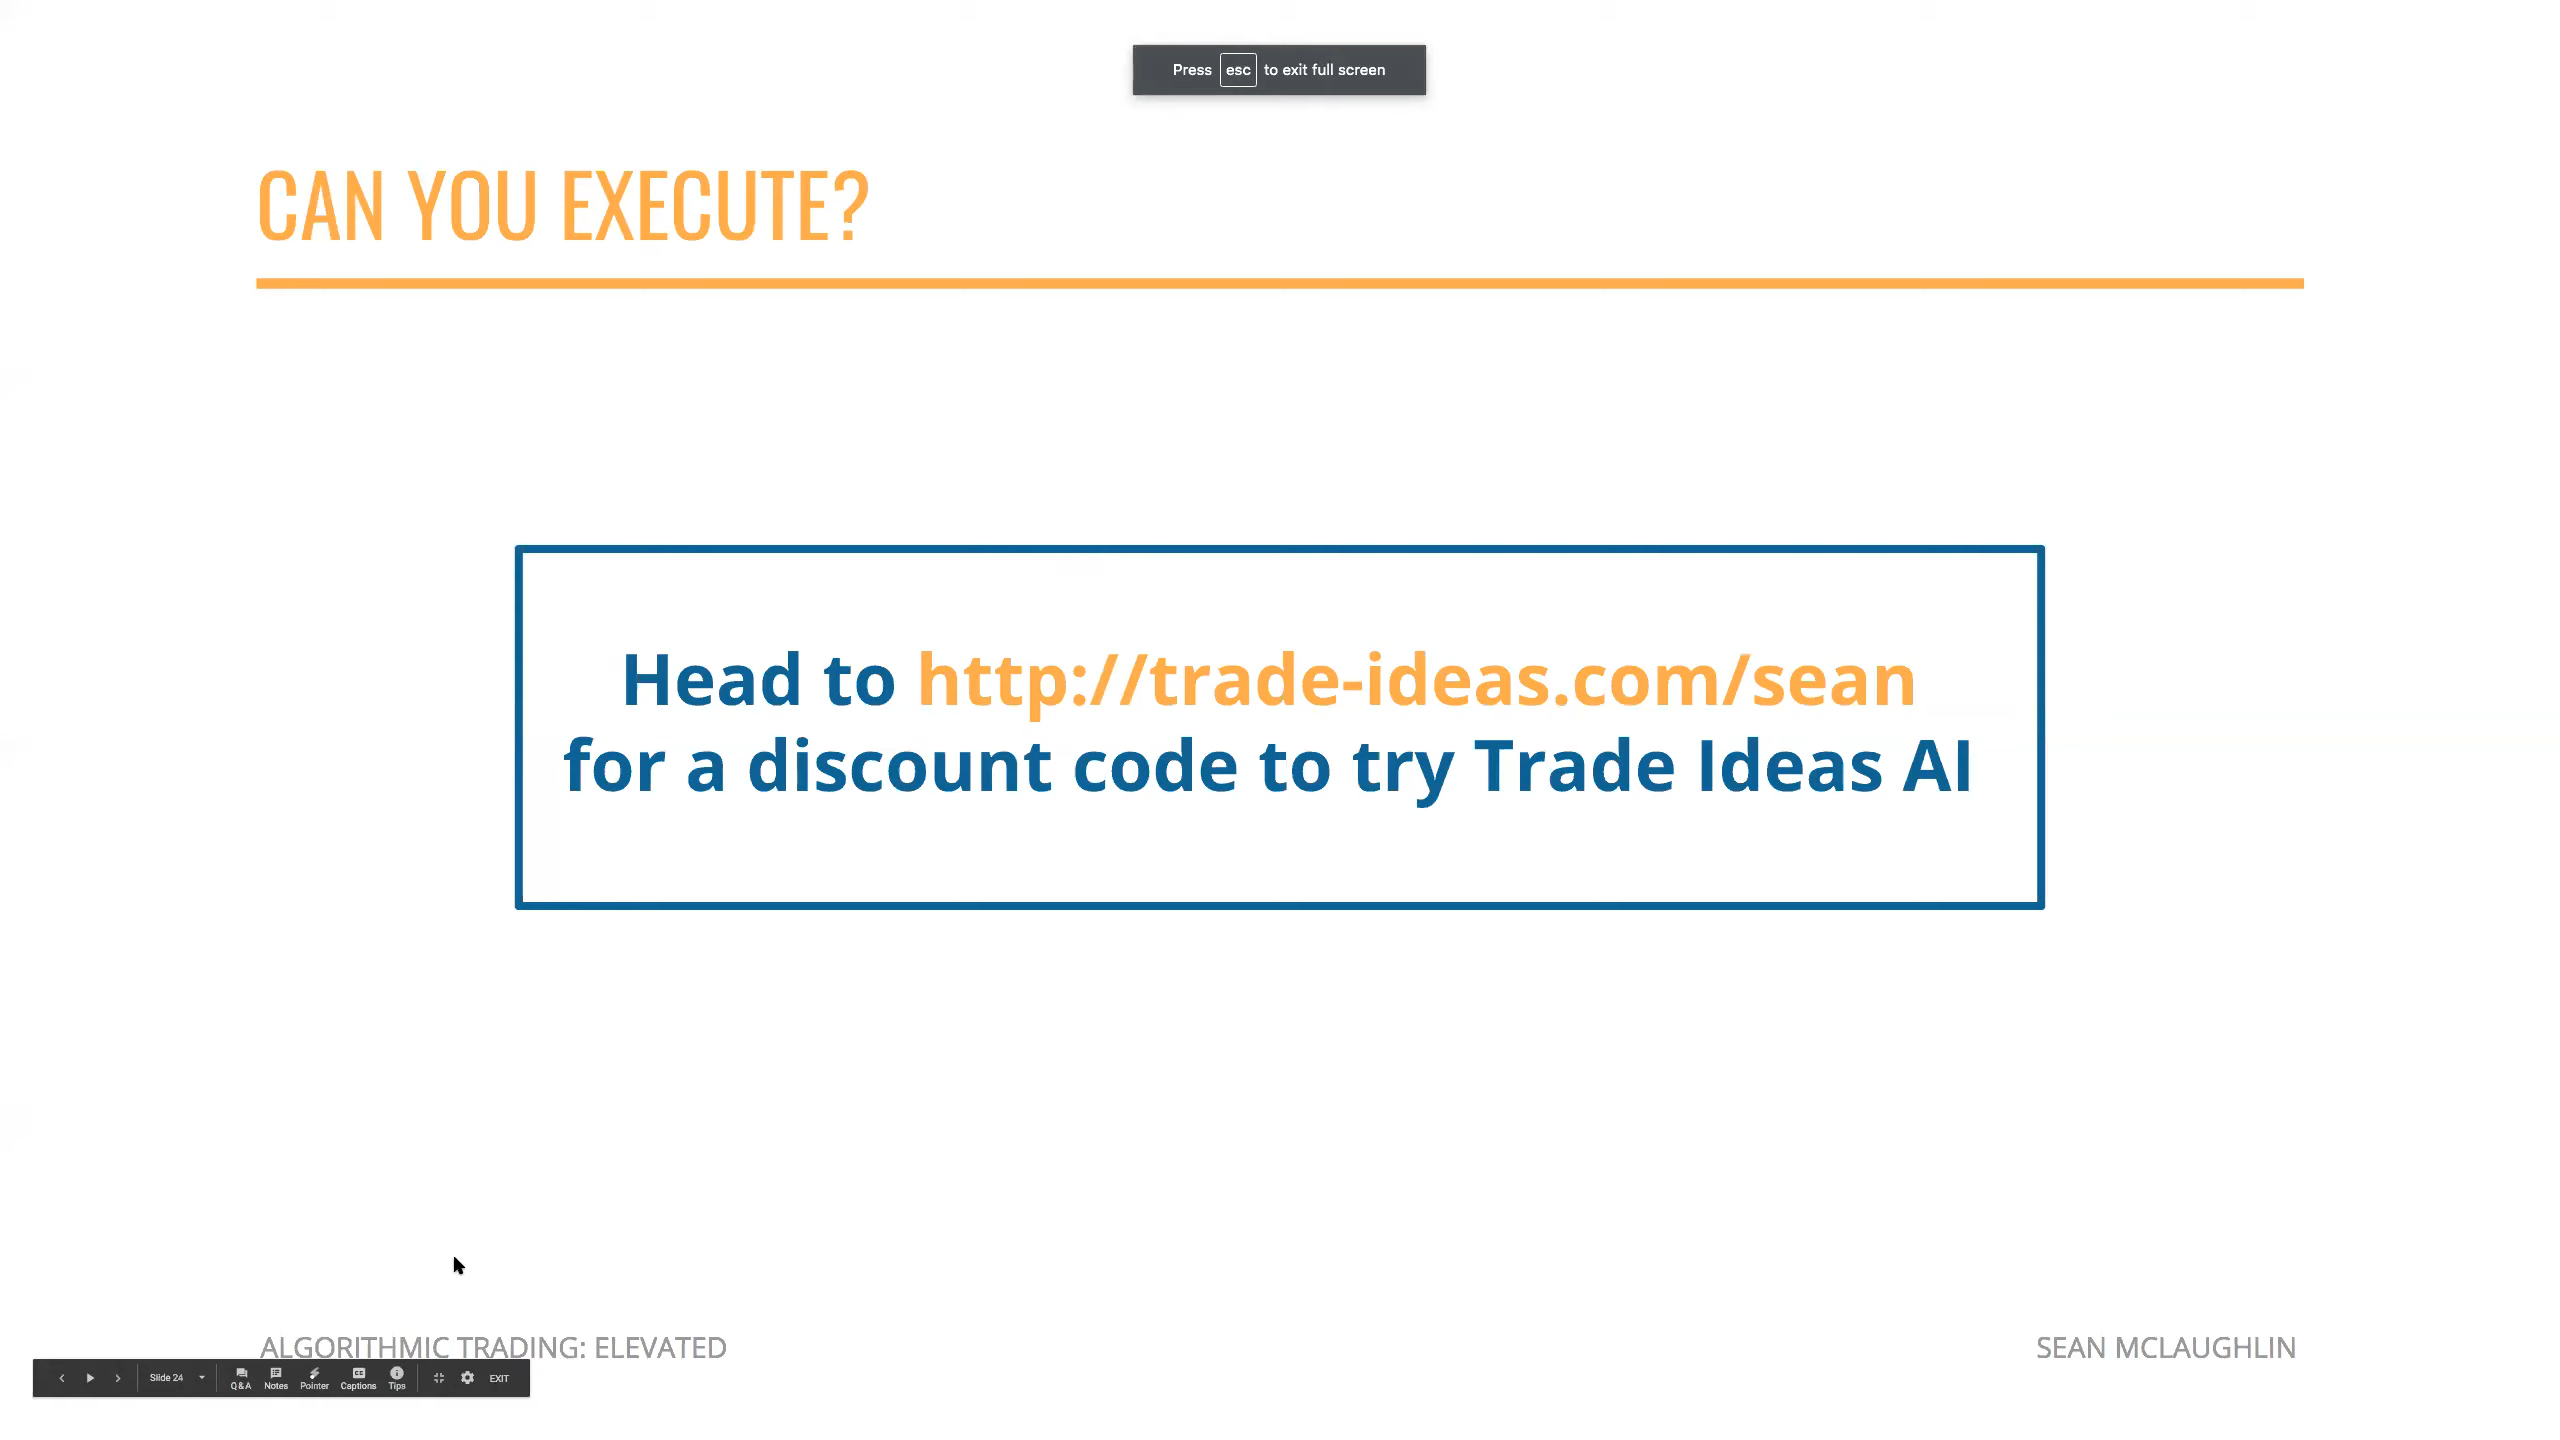 Press esc to exit full screen
CAN YOU EXECUTE?
Head to http://trade-ideas.com/sean
for a discount code to try Trade Ideas AI
ALGORITHMIC TRADING: ELEVATED
SEAN MCLAUGHLIN
Slide 24
Q&A Notes Pointer Captions Tips
EXIT